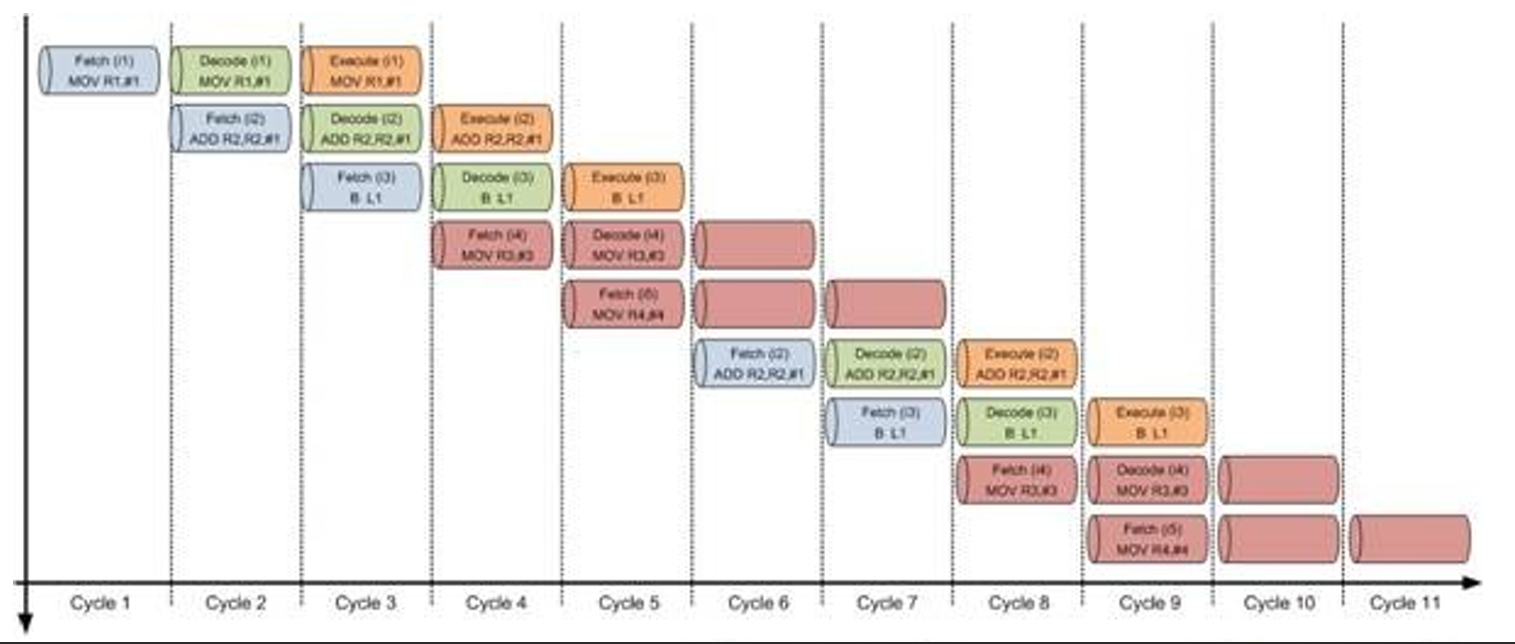 Fetch (i1)
MOV R1,#1
Decode (i1)
MOV R1,#1
Execute (i1)
MOV R1,#1
Fetch (i2)
ADD R2,R2,#1
Decode (i2)
ADD R2,R2,#1
Execute (i2)
ADD R2,R2,#1
Fetch (i3)
B L1
Decode (i3)
B L1
Execute (i3)
B L1
Fetch (i4)
MOV R3,#3
Decode (i4)
MOV R3,#3
Fetch (i5)
MOV R4,#4
Fetch (i2)
ADD R2,R2,#1
Decode (i2)
ADD R2,R2,#1
Execute (i2)
ADD R2,R2,#1
Fetch (i3)
B L1
Decode (i3)
B L1
Execute (i3)
B L1
Fetch (i4)
MOV R3,#3
Decode (i4)
MOV R3,#3
Fetch (i5)
MOV R4,#4
Cycle 1
Cycle 2
Cycle 3
Cycle 4
Cycle 5
Cycle 6
Cycle 7
Cycle 8
Cycle 9
Cycle 10
Cycle 11